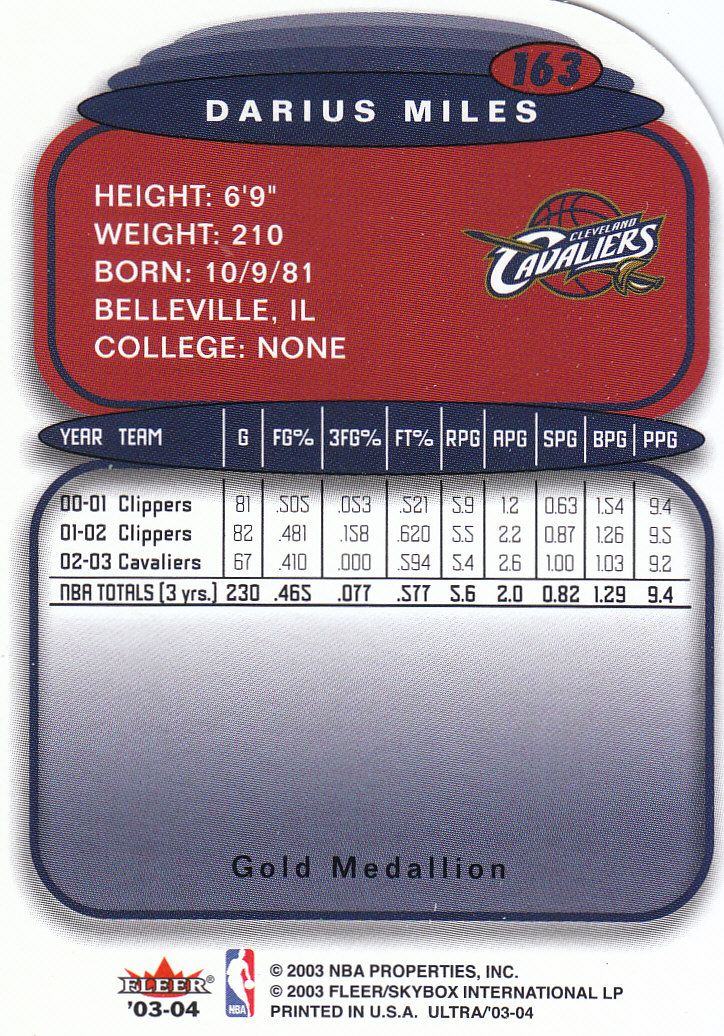 163
DARIUS MILES
HEIGHT: 6'9"
WEIGHT: 210
BORN: 10/9/81
BELLEVILLE, IL
COLLEGE: NONE
CLEVELAND
CAVALIERS
YEAR TEAM G FG% 3FG% FT% RPG APG SPG BPG PPG
00-01 Clippers 81 .505 .053 .521 5.9 1.2 0.63 1.54 9.4
01-02 Clippers 82 .481 .158 .620 5.5 2.2 0.87 1.26 9.5
02-03 Cavaliers 67 .410 .000 .594 5.4 2.6 1.00 1.03 9.2
NBA TOTALS (3 yrs.) 230 .465 .077 .577 5.6 2.0 0.82 1.29 9.4
Gold Medallion
FLEER®
'03-04
NBA
© 2003 NBA PROPERTIES, INC.
© 2003 FLEER/SKYBOX INTERNATIONAL LP
PRINTED IN U.S.A. ULTRA/'03-04